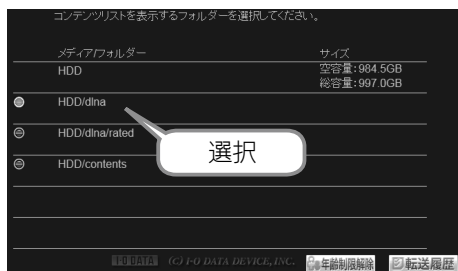 コンテンツリストを表示するフォルダーを選択してください。
メディア/フォルダー サイズ
HDD 空容量:984.5GB
総容量:997.0GB
HDD/dlna
HDD/dlna/rated
選択
HDD/contents
I-O DATA (C) I-O DATA DEVICE, INC. 年齢制限解除 転送履歴